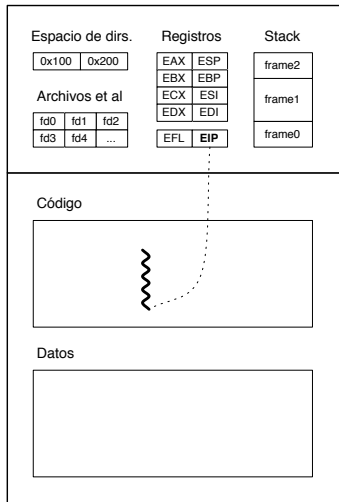 Espacio de dirs.
0x100 0x200
Archivos et al
fd0 fd1 fd2
fd3 fd4 ...
Registros
EAX ESP
EBX EBP
ECX ESI
EDX EDI
EFL EIP
Stack
frame2
frame1
frame0
Código
Datos